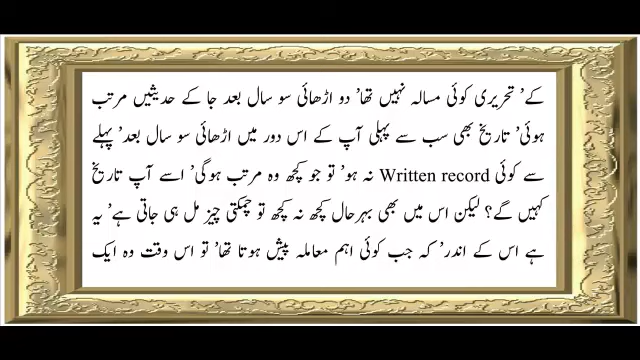 کے’ تحریری کوئی مسالہ نہیں تھا’ دو اڑھائی سو سال بعد جا کے حدیثیں مرتب
ہوئی’ تاریخ بھی سب سے پہلی آپ کے اس دور میں اڑھائی سو سال بعد’ پہلے
سے کوئی Written record نہ ہو’ تو جو کچھ وہ مرتب ہوگی’ اسے آپ تاریخ
کہیں گے؟ لیکن اس میں بھی بہرحال کچھ نہ کچھ تو چمکتی چیز مل ہی جاتی ہے’ یہ
ہے اس کے اندر’ کہ جب کوئی اہم معاملہ پیش ہوتا تھا’ تو اس وقت وہ ایک